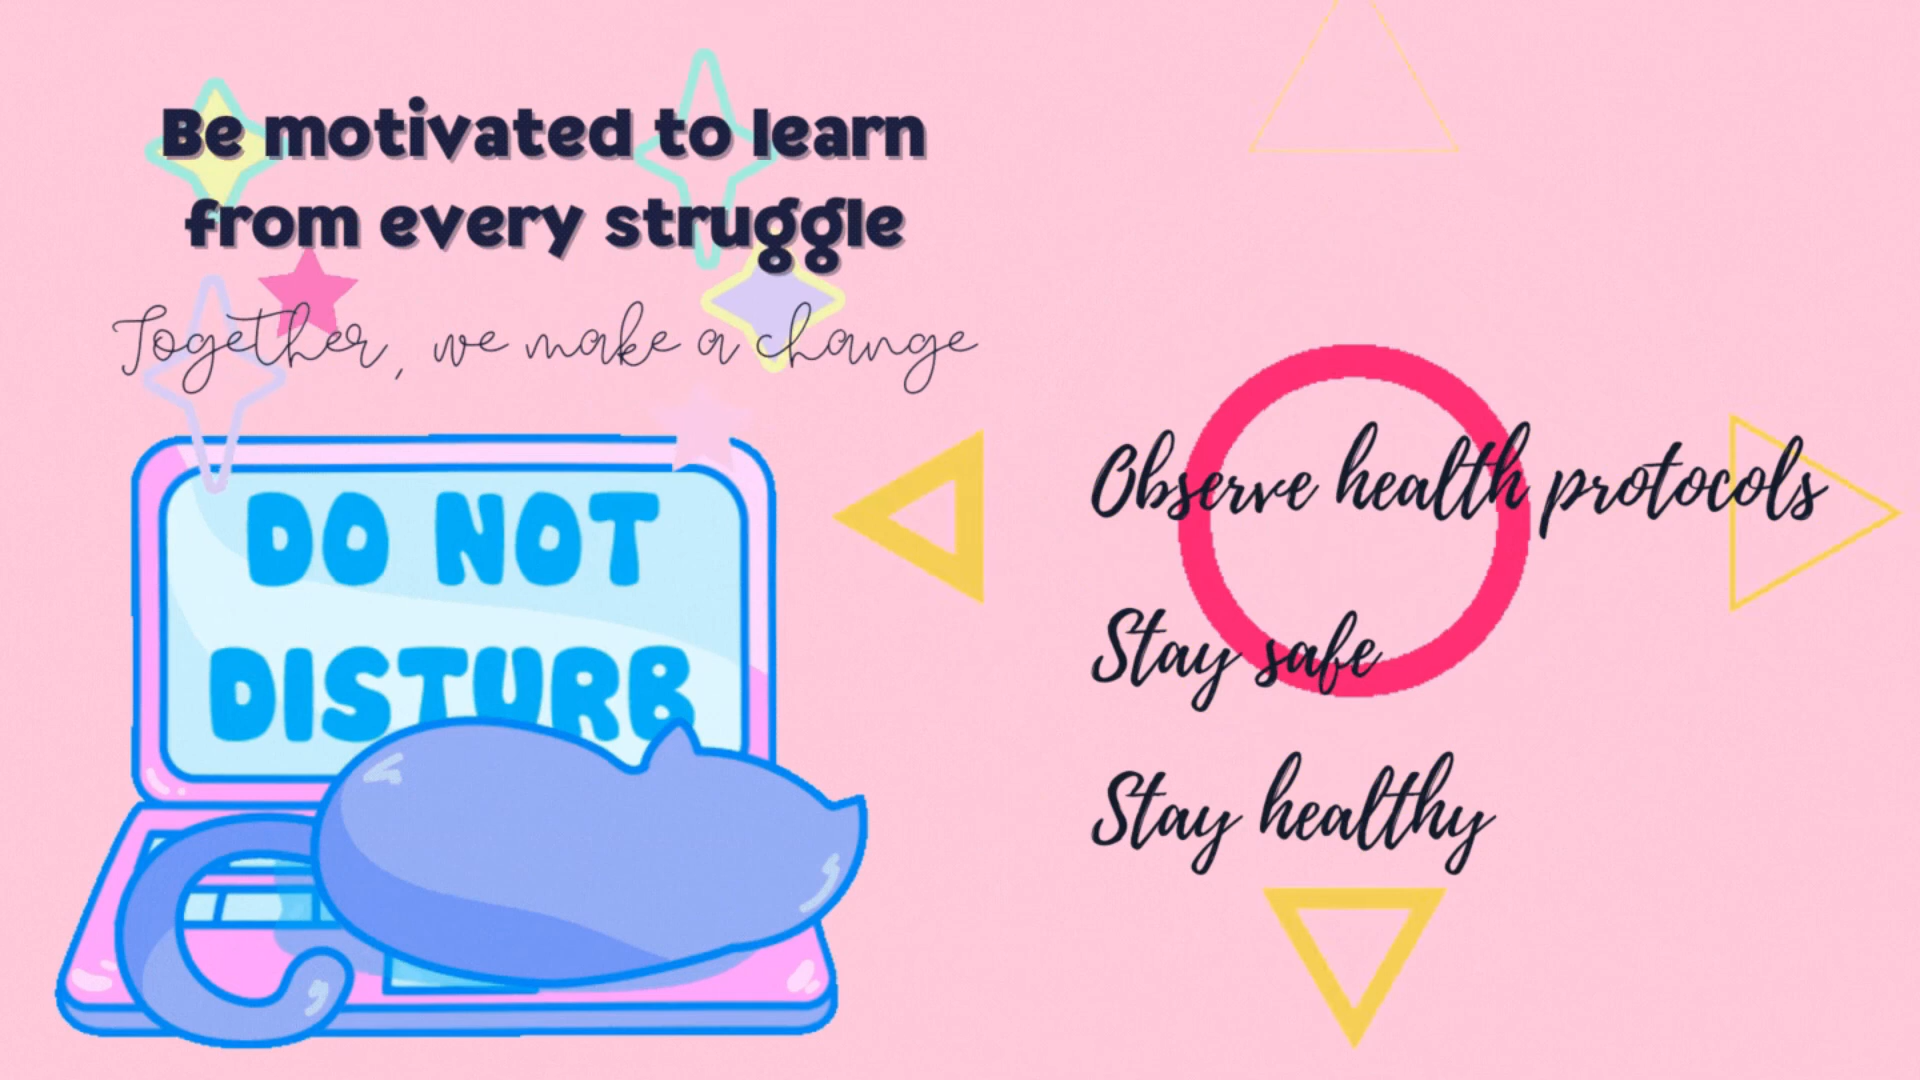 Be motivated to learn
from every struggle
Together, we make a change
DO NOT
DISTURB
Observe health protocols
Stay safe
Stay healthy